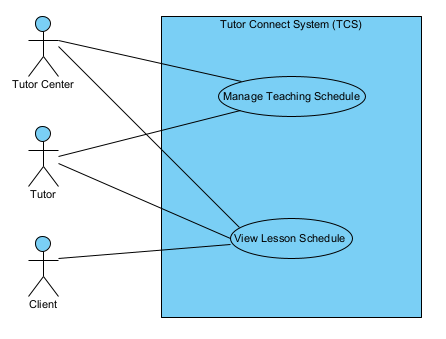 Tutor Connect System (TCS)
Tutor Center
Manage Teaching Schedule
Tutor
View Lesson Schedule
Client